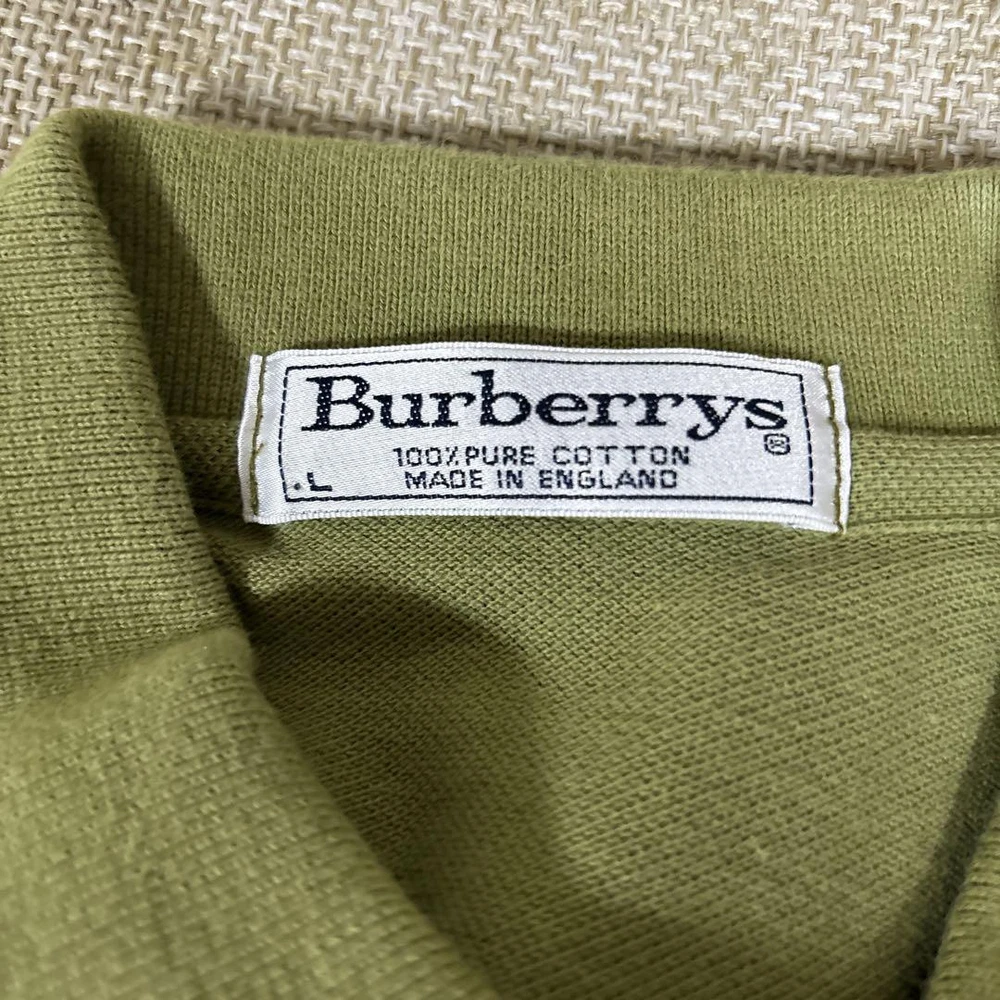 Burberrys®
100% PURE COTTON
.L MADE IN ENGLAND